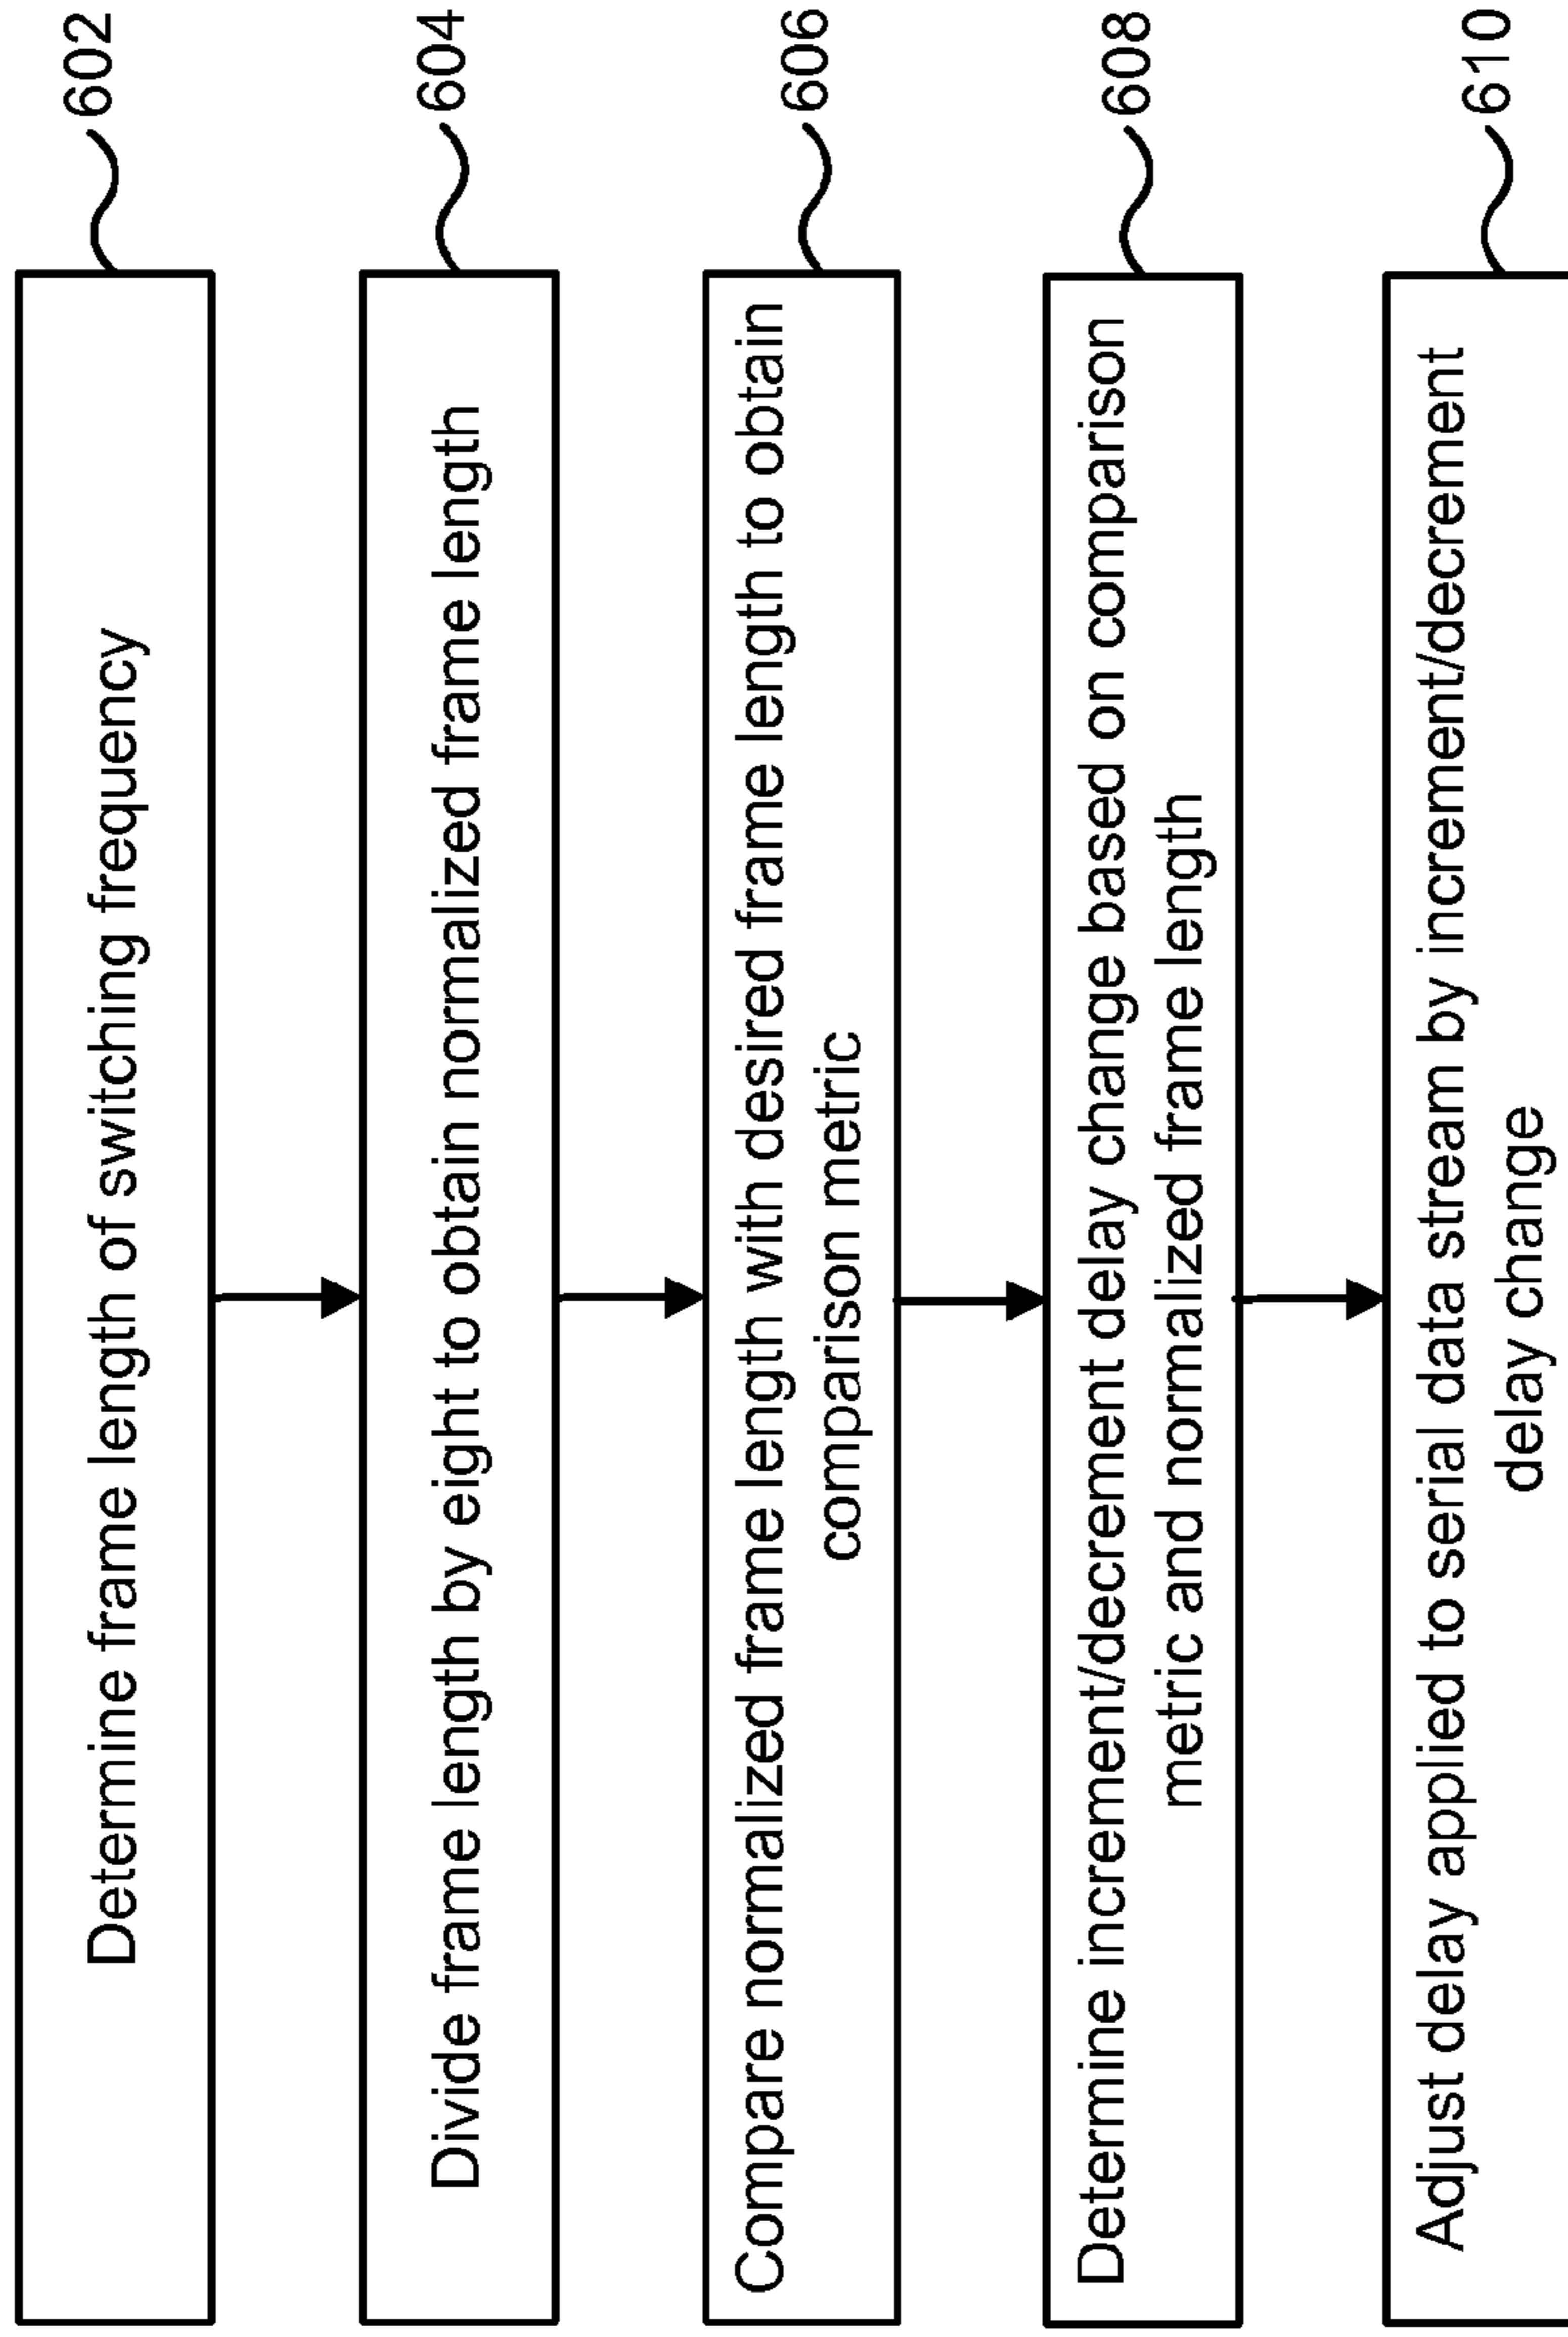 Determine frame length of switching frequency
602
Divide frame length by eight to obtain normalized frame length
604
Compare normalized frame length with desired frame length to obtain
comparison metric
606
Determine increment/decrement delay change based on comparison
metric and normalized frame length
608
Adjust delay applied to serial data stream by increment/decrement
delay change
610